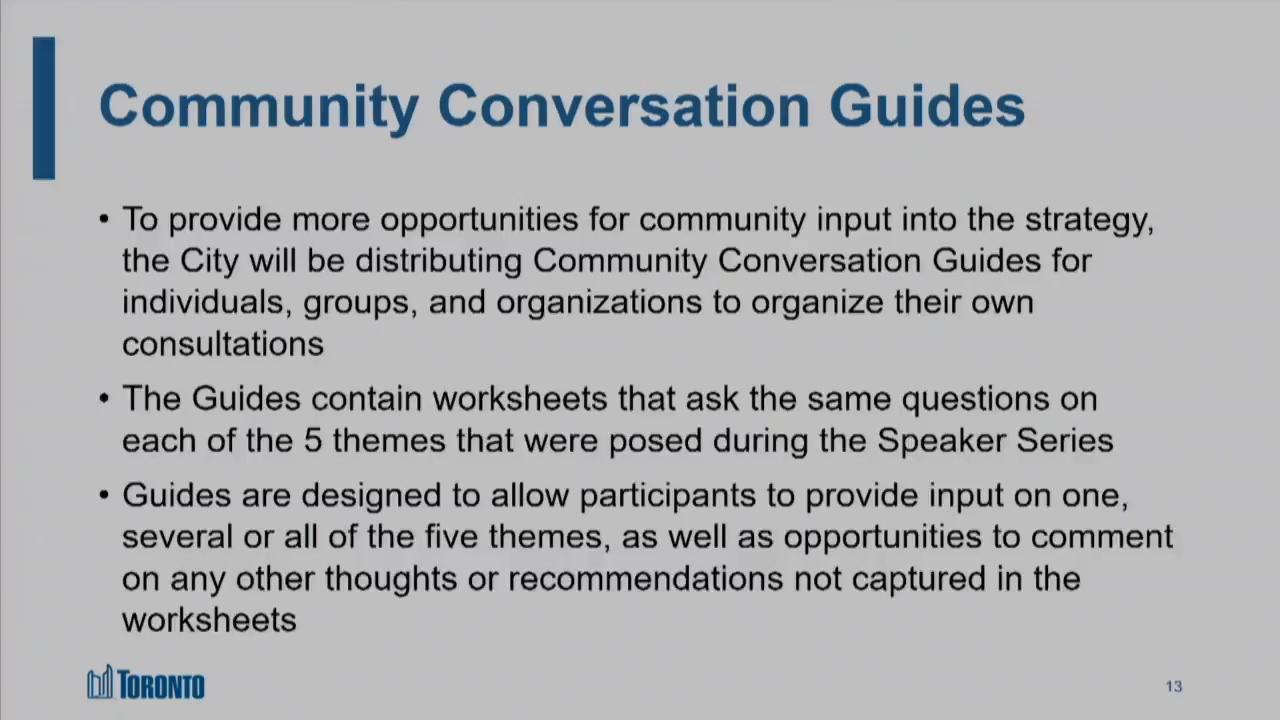 Community Conversation Guides
• To provide more opportunities for community input into the strategy,
the City will be distributing Community Conversation Guides for
individuals, groups, and organizations to organize their own
consultations
• The Guides contain worksheets that ask the same questions on
each of the 5 themes that were posed during the Speaker Series
• Guides are designed to allow participants to provide input on one,
several or all of the five themes, as well as opportunities to comment
on any other thoughts or recommendations not captured in the
worksheets
TORONTO
13